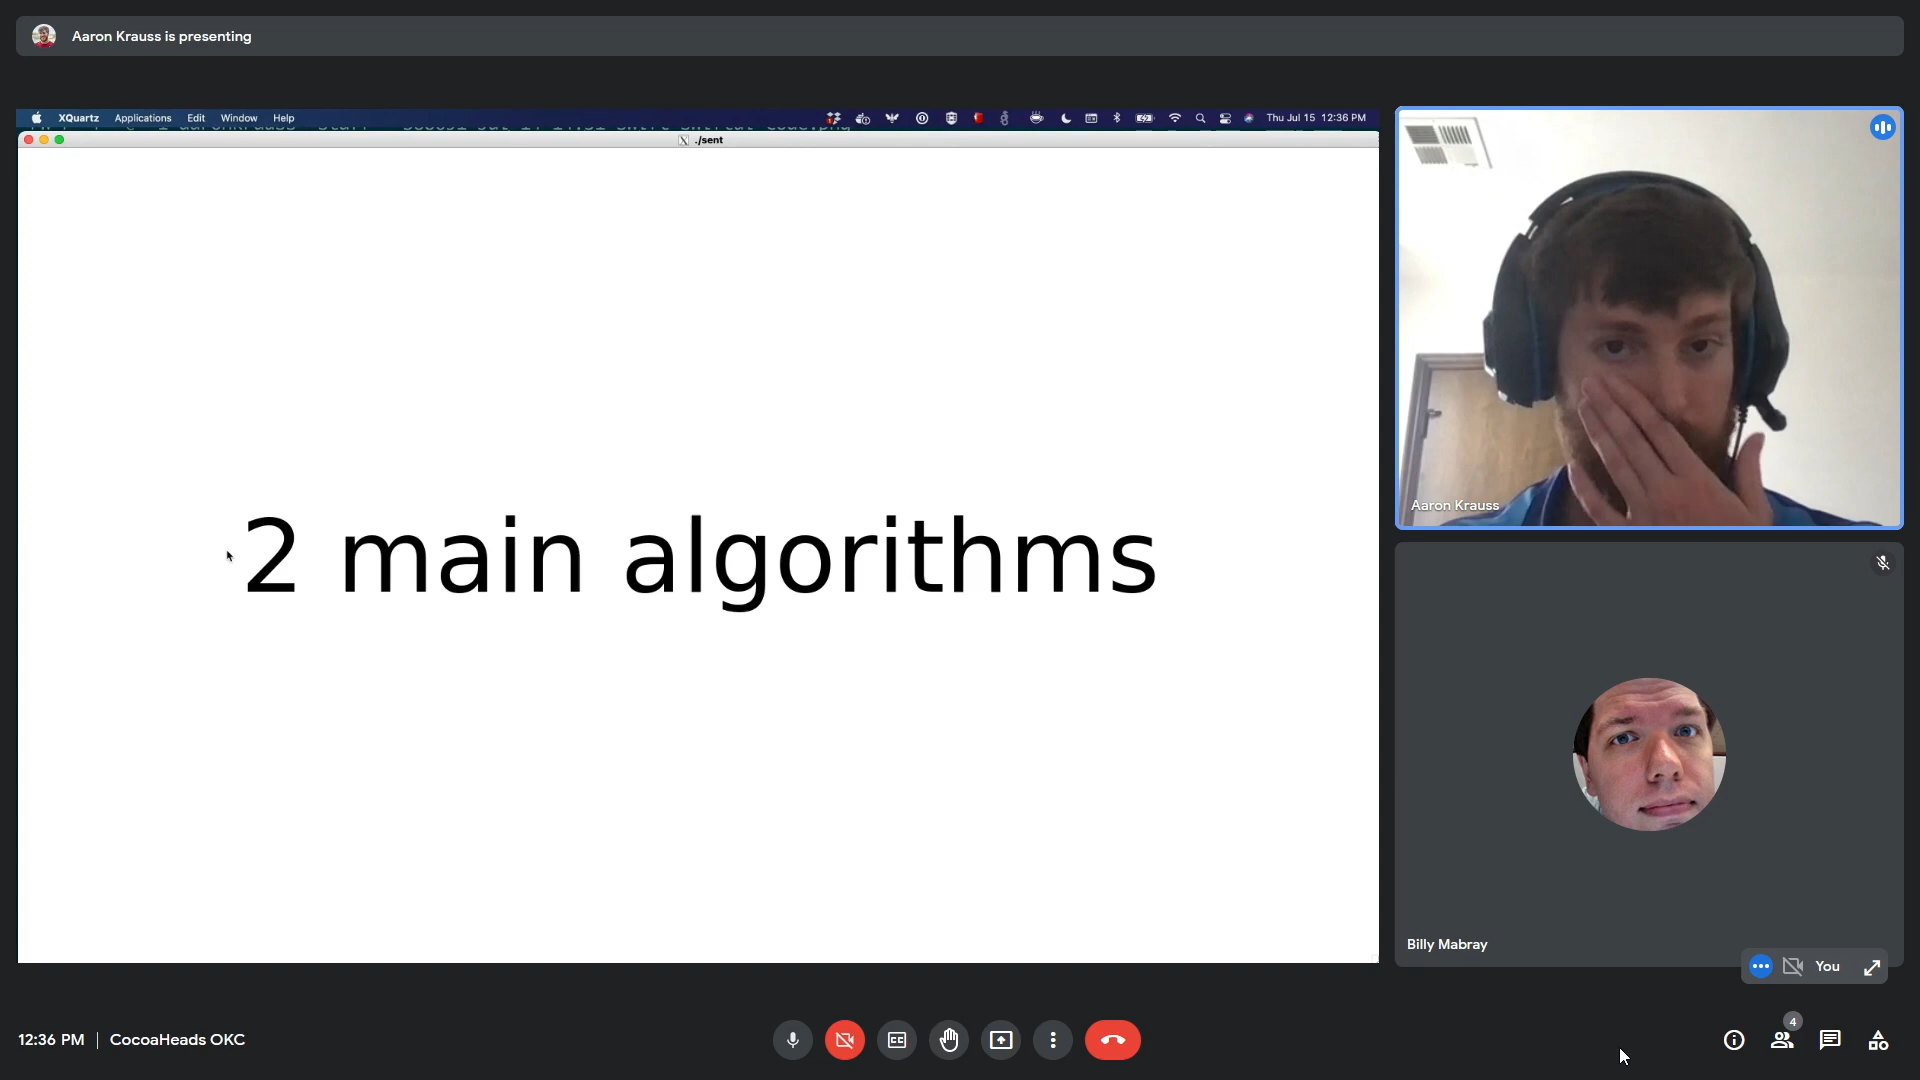 Aaron Krauss is presenting
XQuartz Applications Edit Window Help
Thu Jul 15 12:36 PM
./sent
2 main algorithms
Aaron Krauss
Billy Mabray
You
12:36 PM | CocoaHeads OKC
4